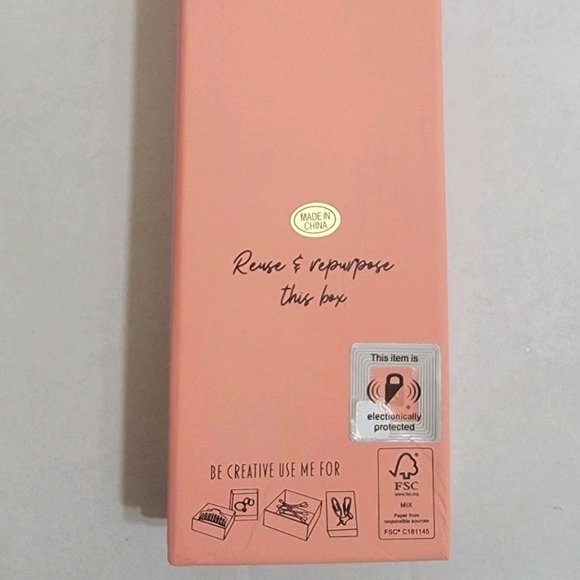 MADE IN
CHINA
Reuse & repurpose
this box
This item is
electronically
protected
BE CREATIVE USE ME FOR
FSC
www.fsc.org
MIX
Paper from
responsible sources
FSC® C181145